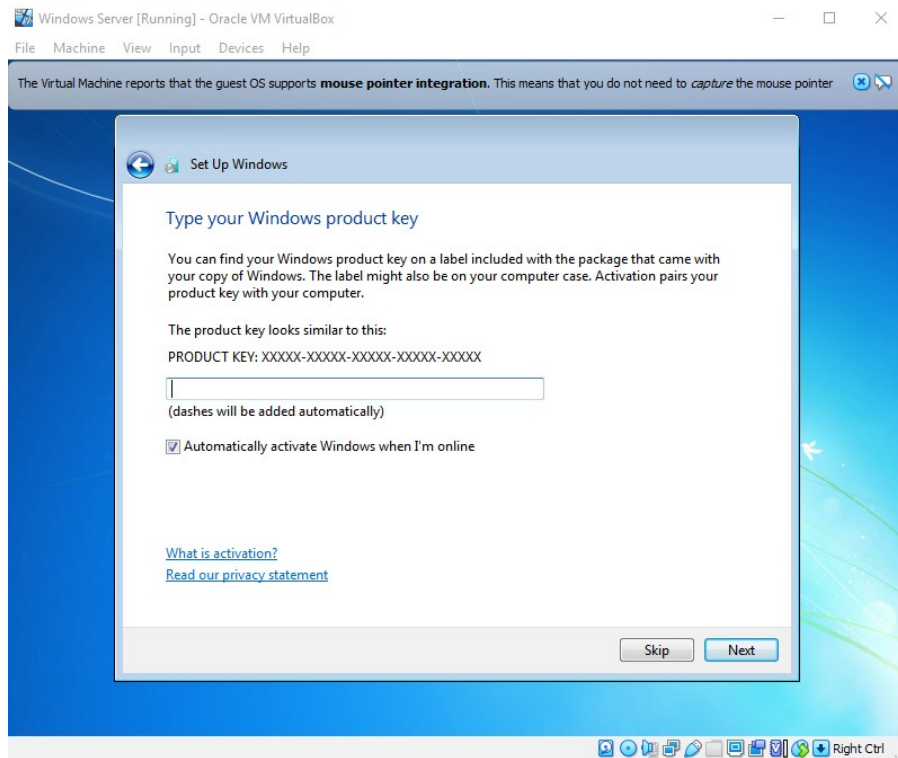 Windows Server [Running] - Oracle VM VirtualBox
File Machine View Input Devices Help
The Virtual Machine reports that the guest OS supports mouse pointer integration. This means that you do not need to capture the mouse pointer
Set Up Windows
Type your Windows product key
You can find your Windows product key on a label included with the package that came with
your copy of Windows. The label might also be on your computer case. Activation pairs your
product key with your computer.
The product key looks similar to this:
PRODUCT KEY: XXXXX-XXXXX-XXXXX-XXXXX-XXXXX
(dashes will be added automatically)
Automatically activate Windows when I'm online
What is activation?
Read our privacy statement
Skip Next
Right Ctrl